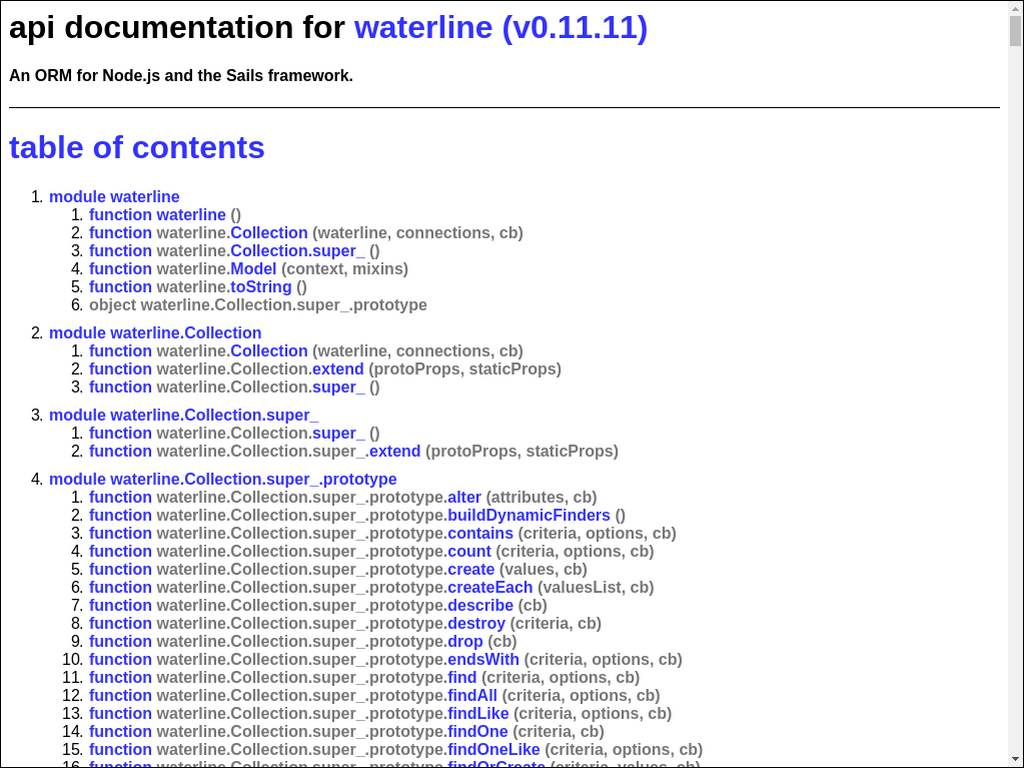 api documentation for waterline (v0.11.11)
An ORM for Node.js and the Sails framework.
table of contents
1. module waterline
1. function waterline ()
2. function waterline.Collection (waterline, connections, cb)
3. function waterline.Collection.super_ ()
4. function waterline.Model (context, mixins)
5. function waterline.toString ()
6. object waterline.Collection.super_.prototype
2. module waterline.Collection
1. function waterline.Collection (waterline, connections, cb)
2. function waterline.Collection.extend (protoProps, staticProps)
3. function waterline.Collection.super_ ()
3. module waterline.Collection.super_
1. function waterline.Collection.super_ ()
2. function waterline.Collection.super_.extend (protoProps, staticProps)
4. module waterline.Collection.super_.prototype
1. function waterline.Collection.super_.prototype.alter (attributes, cb)
2. function waterline.Collection.super_.prototype.buildDynamicFinders ()
3. function waterline.Collection.super_.prototype.contains (criteria, options, cb)
4. function waterline.Collection.super_.prototype.count (criteria, options, cb)
5. function waterline.Collection.super_.prototype.create (values, cb)
6. function waterline.Collection.super_.prototype.createEach (valuesList, cb)
7. function waterline.Collection.super_.prototype.describe (cb)
8. function waterline.Collection.super_.prototype.destroy (criteria, cb)
9. function waterline.Collection.super_.prototype.drop (cb)
10. function waterline.Collection.super_.prototype.endsWith (criteria, options, cb)
11. function waterline.Collection.super_.prototype.find (criteria, options, cb)
12. function waterline.Collection.super_.prototype.findAll (criteria, options, cb)
13. function waterline.Collection.super_.prototype.findLike (criteria, options, cb)
14. function waterline.Collection.super_.prototype.findOne (criteria, cb)
15. function waterline.Collection.super_.prototype.findOneLike (criteria, options, cb)
16. function waterline.Collection.super_.prototype.findOrCreate (criteria, values, cb)